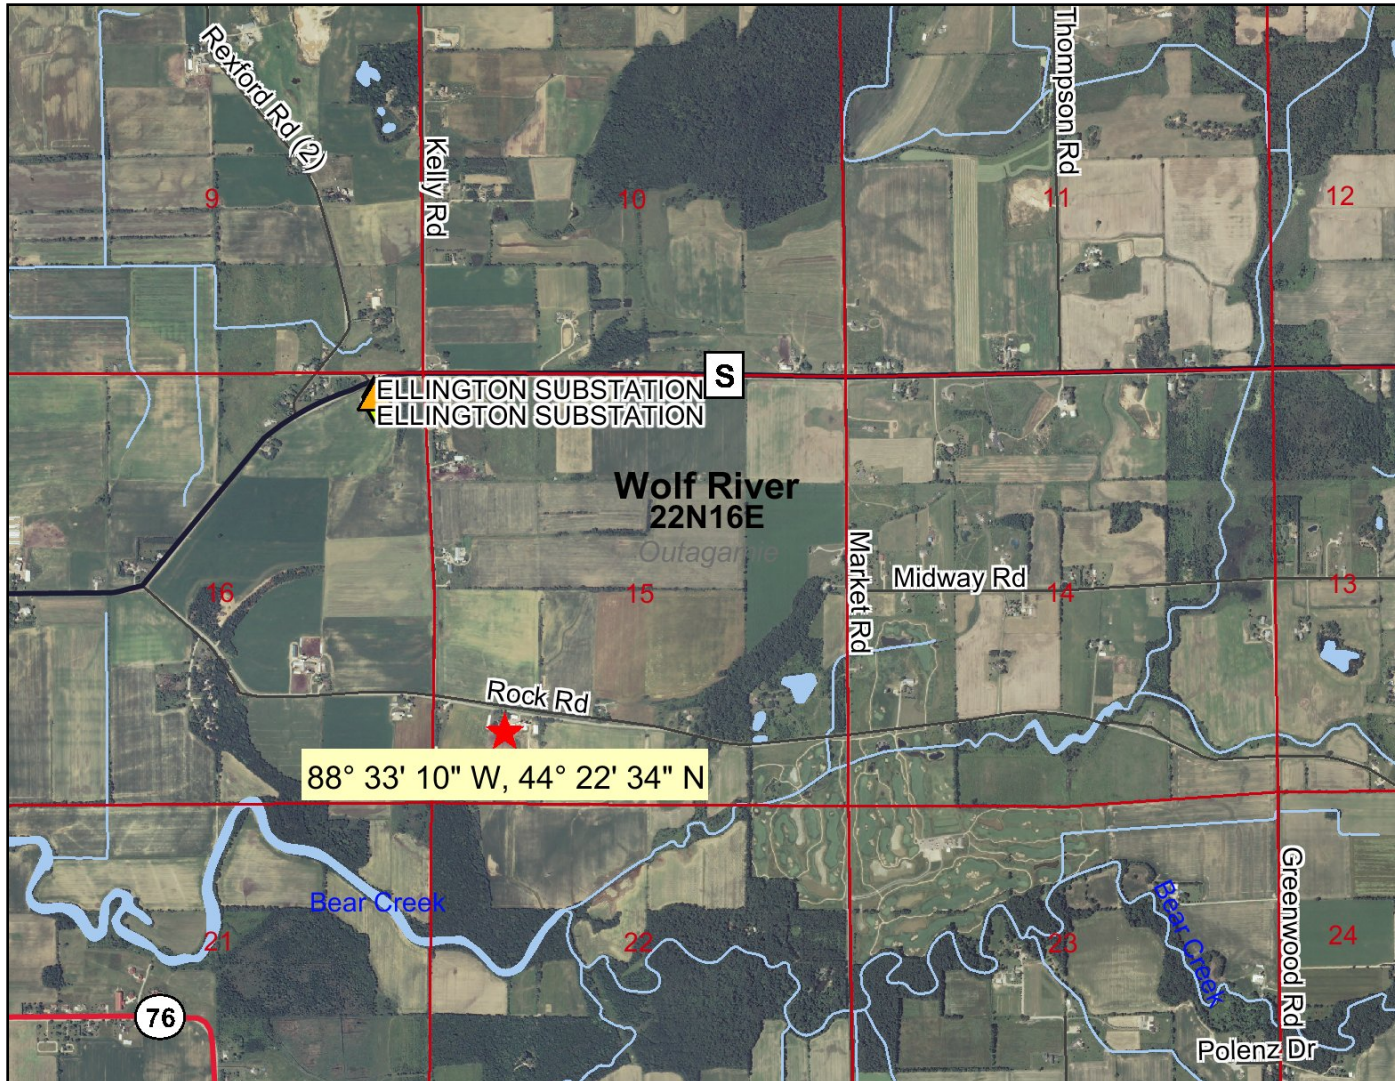 Rexford Rd (2)
Kelly Rd
Thompson Rd
9
10
11
12
S
ELLINGTON SUBSTATION
ELLINGTON SUBSTATION
Wolf River
22N16E
Outagamie
Market Rd
Midway Rd
16
15
14
13
Rock Rd
88° 33' 10" W, 44° 22' 34" N
Bear Creek
Bear Creek
Greenwood Rd
21
22
23
24
76
Polenz Dr